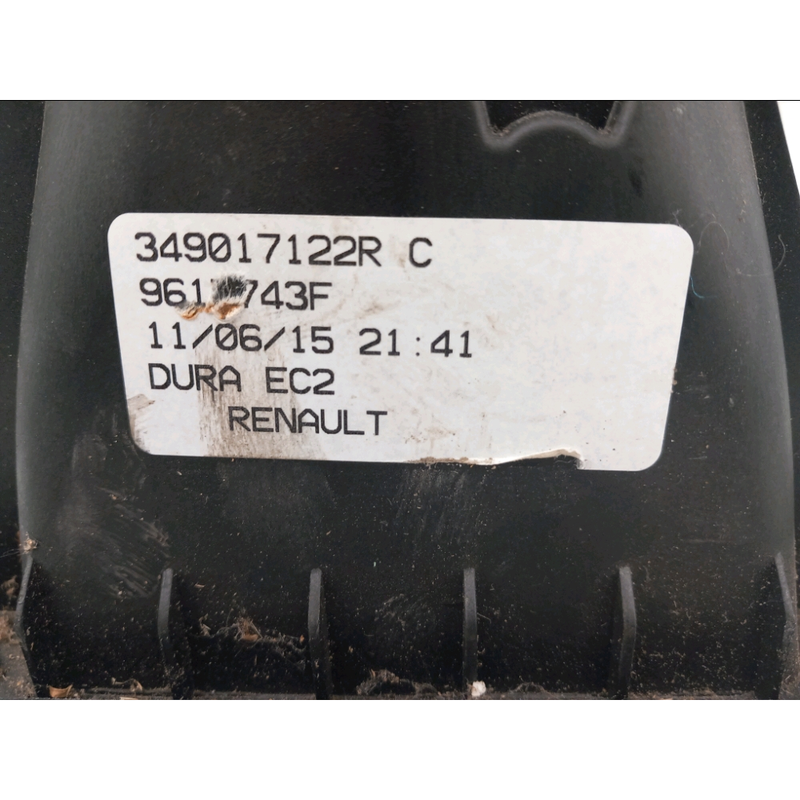 349017122R C
11/06/15 21:41
DURA EC2
RENAULT